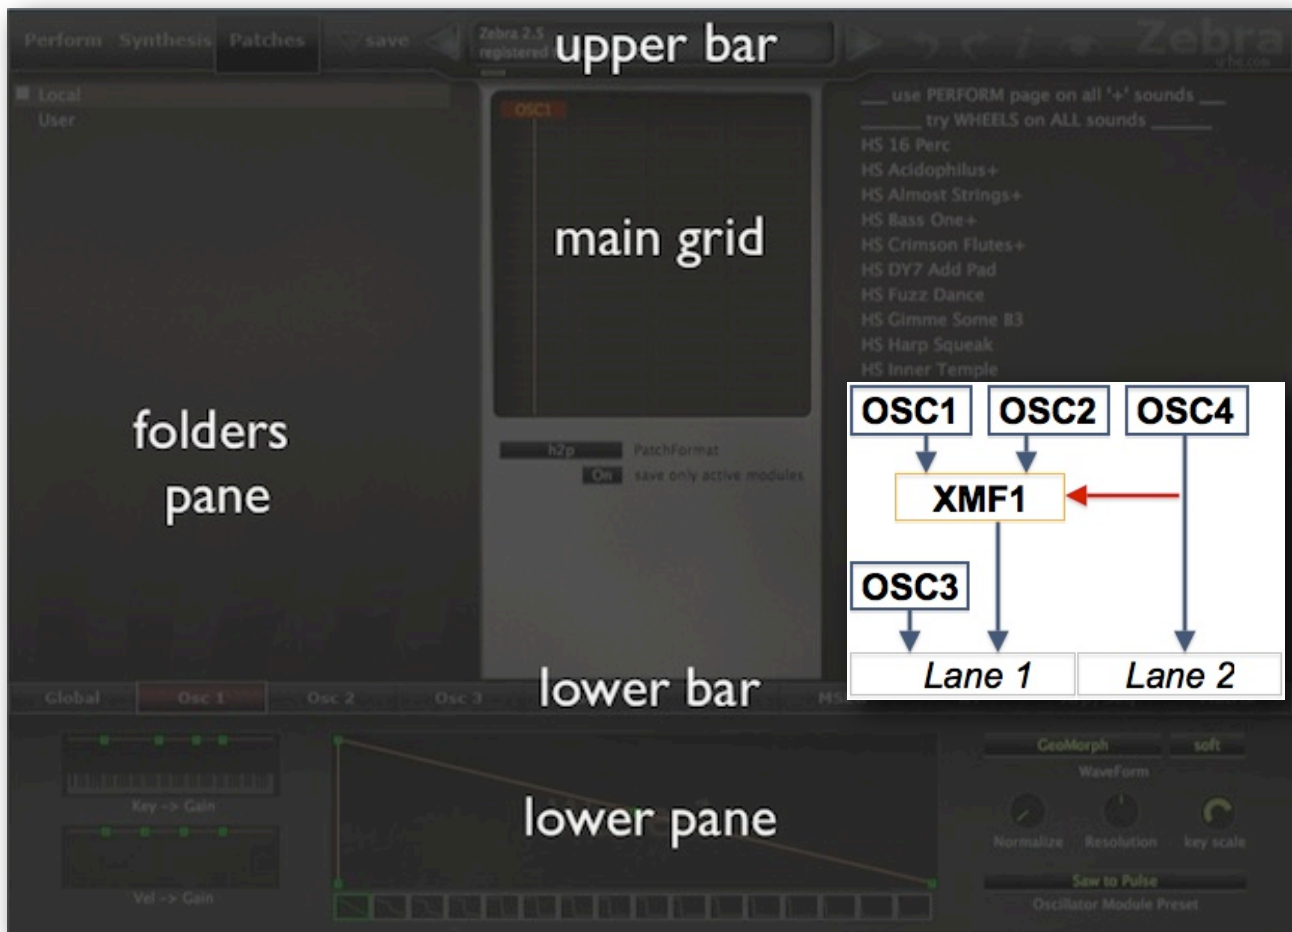 Perform Synthesis Patches save
Zebra 2.5
registered
upper bar
Zebra
u-he.com
Local
User
OSC1
main grid
folders
pane
h2p PatchFormat
On save only active modules
___ use PERFORM page on all '+' sounds ___
______ try WHEELS on ALL sounds ______
HS 16 Perc
HS Acidophilus+
HS Almost Strings+
HS Bass One+
HS Crimson Flutes+
HS DY7 Add Pad
HS Fuzz Dance
HS Gimme Some B3
HS Harp Squeak
HS Inner Temple
OSC1 OSC2 OSC4
XMF1
OSC3
Lane 1 Lane 2
lower bar
Global Osc 1 Osc 2 Osc 3
Key -> Gain
Vel -> Gain
lower pane
GeoMorph soft
WaveForm
Normalize Resolution key scale
Saw to Pulse
Oscillator Module Preset